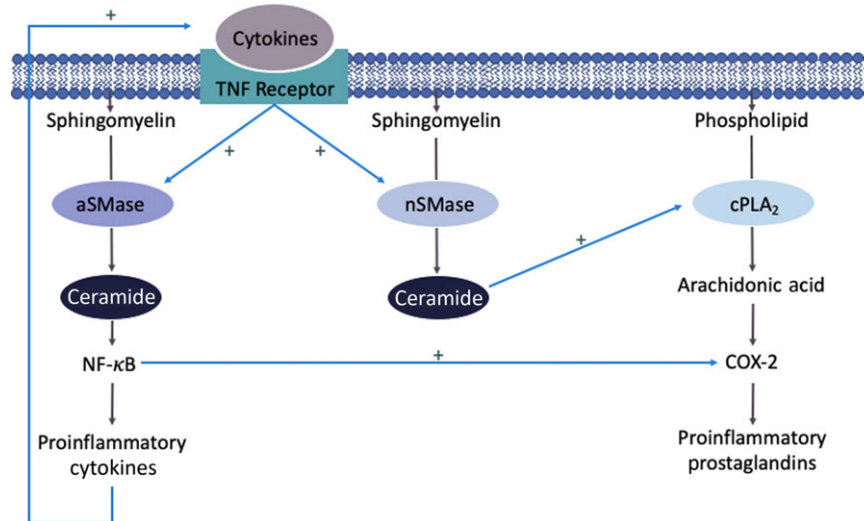 +
Cytokines
TNF Receptor
Sphingomyelin
Sphingomyelin
Phospholipid
+
+
aSMase
nSMase
cPLA₂
+
Ceramide
Ceramide
Arachidonic acid
NF-κB
+
COX-2
Proinflammatory
cytokines
Proinflammatory
prostaglandins